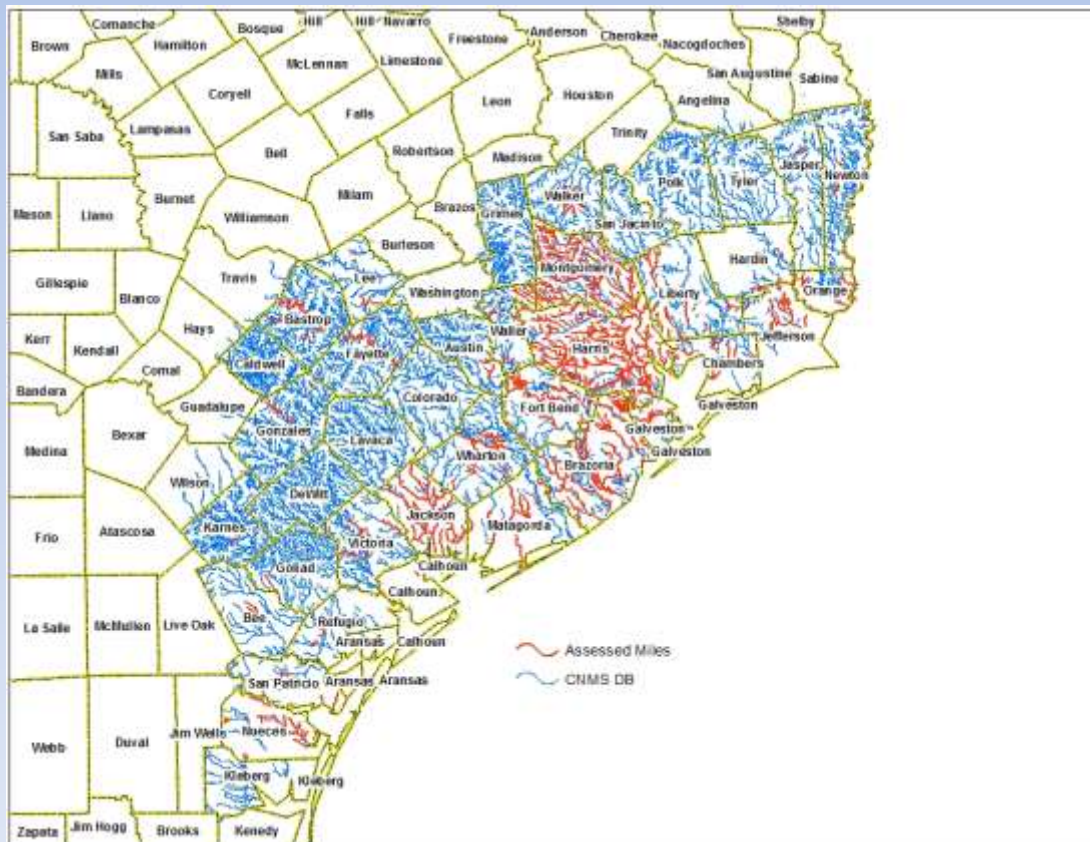 Comanche
Bosque
Hill
Hill
Navarro
Anderson
Shelby
Brown
Hamilton
Freestone
Cherokee
Nacogdoches
McLennan
Limestone
Mills
San Augustine
Sabine
Coryell
Leon
Houston
Angelina
Falls
San Saba
Lampasas
Trinity
Bell
Robertson
Madison
Jasper
Polk
Tyler
Newton
Burnet
Milam
Walker
Mason
Llano
Williamson
Brazos
Grimes
San Jacinto
Burleson
Hardin
Travis
Lee
Montgomery
Gillespie
Washington
Blanco
Liberty
Orange
Hays
Bastrop
Waller
Jefferson
Kerr
Kendall
Fayette
Austin
Harris
Caldwell
Chambers
Comal
Bandera
Colorado
Guadalupe
Fort Bend
Galveston
Gonzales
Galveston
Bexar
Lavaca
Galveston
Medina
Wharton
Brazoria
Wilson
DeWitt
Jackson
Karnes
Matagorda
Frio
Atascosa
Victoria
Goliad
Calhoun
Calhoun
Bee
Refugio
La Salle
McMullen
Live Oak
Aransas
Calhoun
Assessed Miles
San Patricio
Aransas
Aransas
CNMS DB
Jim Wells
Nueces
Webb
Duval
Kleberg
Kleberg
Zapata
Jim Hogg
Brooks
Kenedy